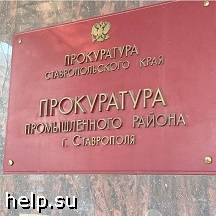 ПРОКУРАТУРА
СТАВРОПОЛЬСКОГО КРАЯ
ПРОКУРАТУРА
ПРОМЫШЛЕННОГО РАЙОНА
г. СТАВРОПОЛЯ
help.su